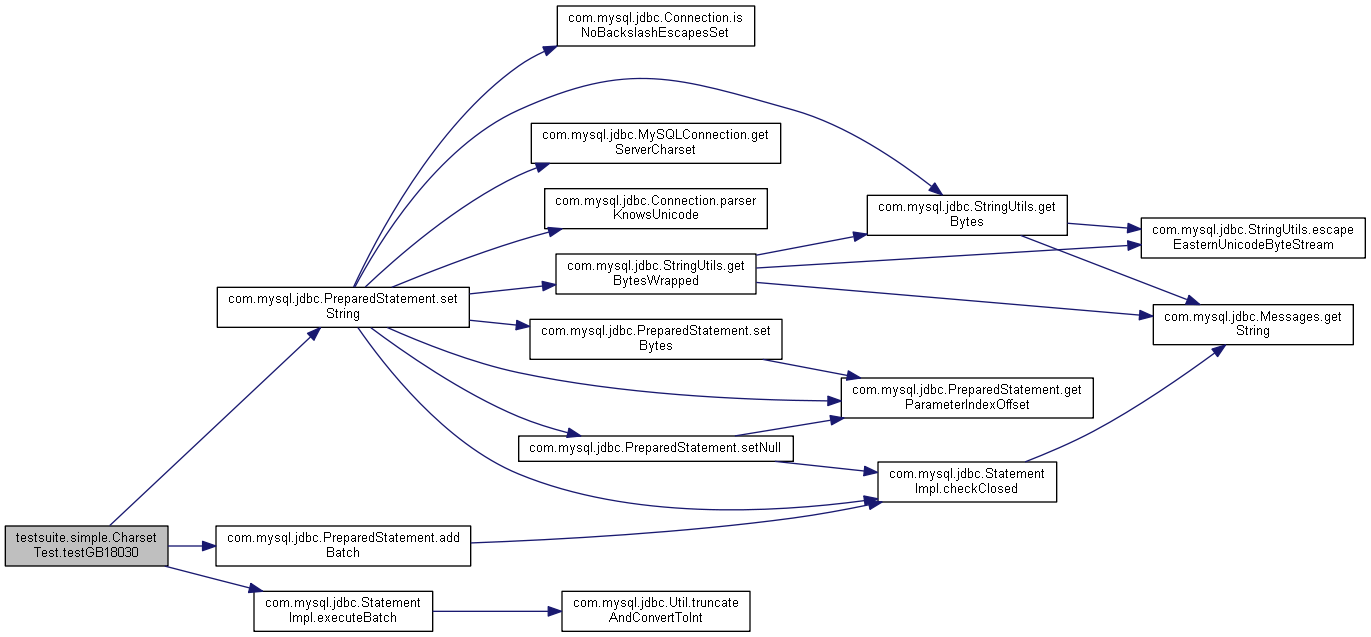 com.mysql.jdbc.Connection.is
NoBackslashEscapesSet
com.mysql.jdbc.MySQLConnection.get
ServerCharset
com.mysql.jdbc.Connection.parser
KnowsUnicode
com.mysql.jdbc.StringUtils.get
Bytes
com.mysql.jdbc.StringUtils.escape
EasternUnicodeByteStream
com.mysql.jdbc.StringUtils.get
BytesWrapped
com.mysql.jdbc.PreparedStatement.set
String
com.mysql.jdbc.Messages.get
String
com.mysql.jdbc.PreparedStatement.set
Bytes
com.mysql.jdbc.PreparedStatement.get
ParameterIndexOffset
com.mysql.jdbc.PreparedStatement.setNull
com.mysql.jdbc.Statement
Impl.checkClosed
testsuite.simple.Charset
Test.testGB18030
com.mysql.jdbc.PreparedStatement.add
Batch
com.mysql.jdbc.Statement
Impl.executeBatch
com.mysql.jdbc.Util.truncate
AndConvertToInt